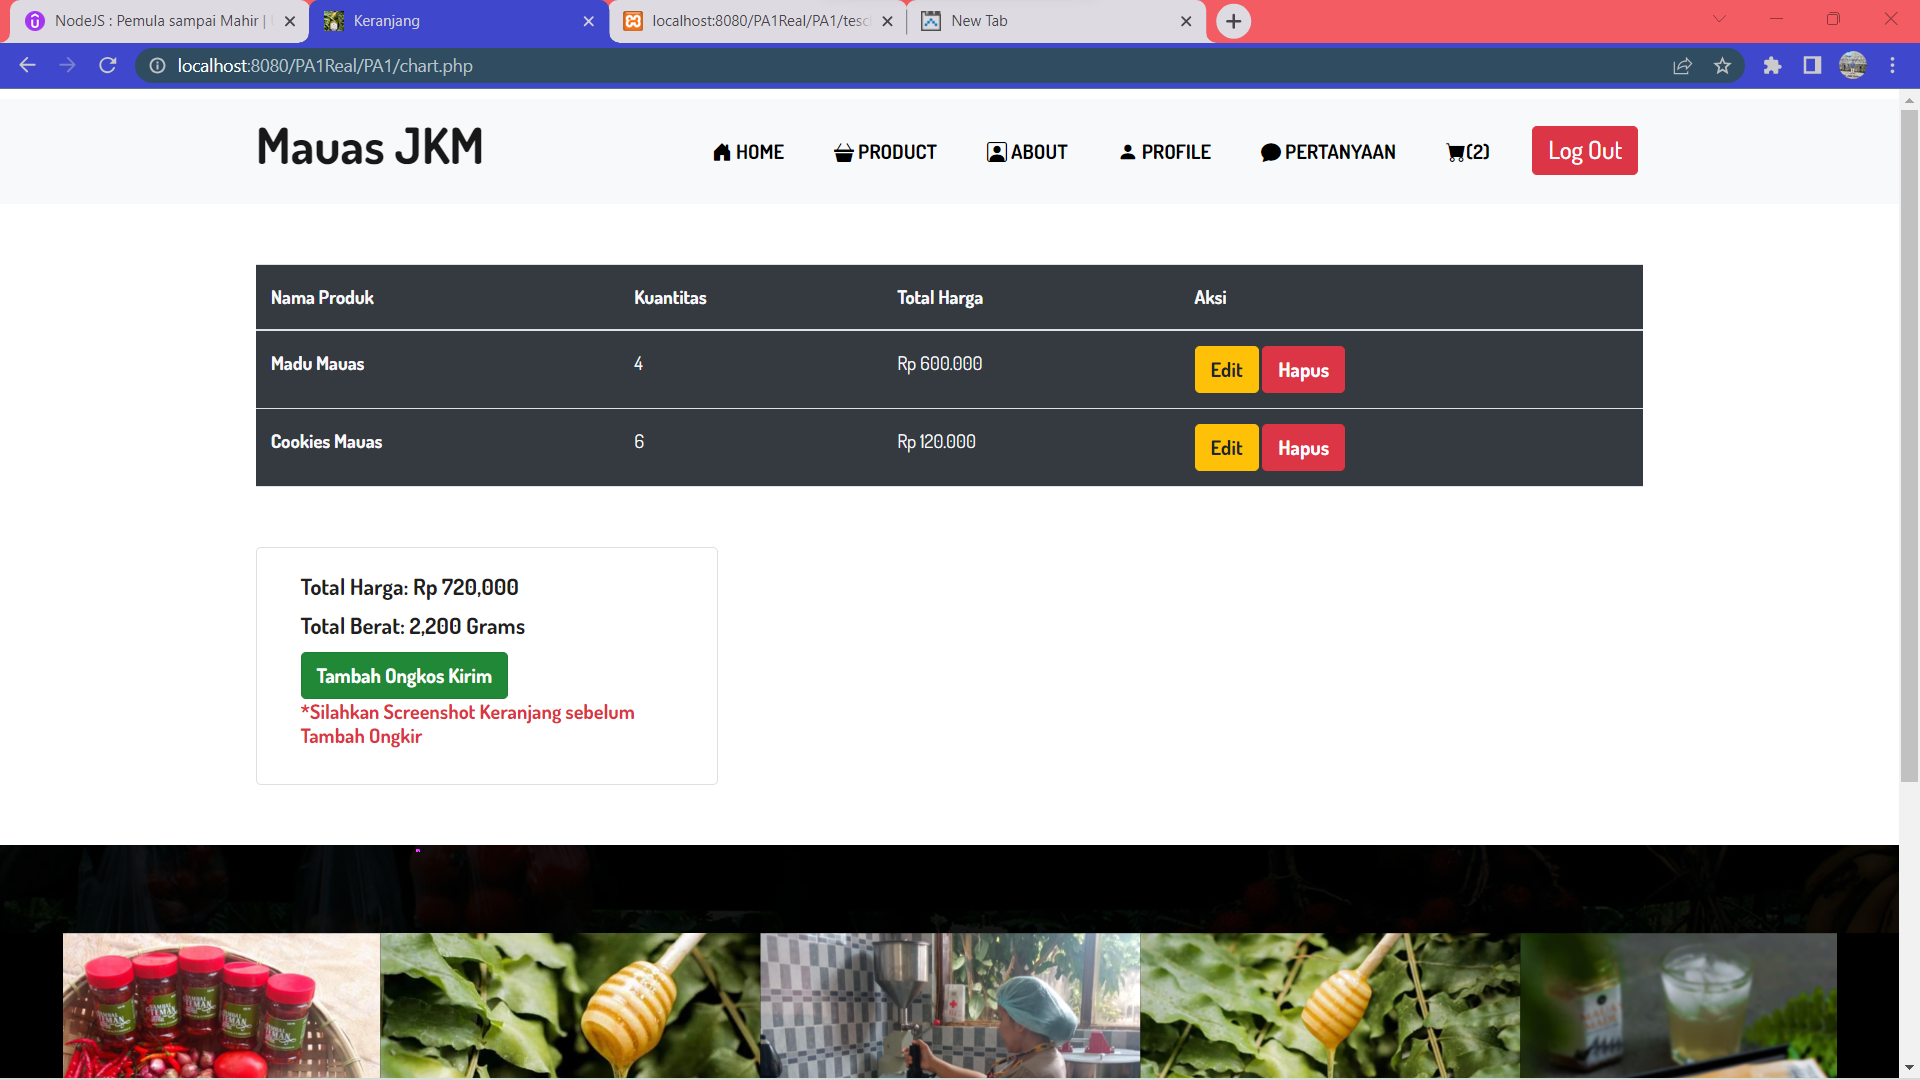 NodeJS : Pemula sampai Mahir |
Keranjang
localhost:8080/PA1Real/PA1/tesc
New Tab
localhost:8080/PA1Real/PA1/chart.php
Mauas JKM
HOME
PRODUCT
ABOUT
PROFILE
PERTANYAAN
(2)
Log Out
Nama Produk Kuantitas Total Harga Aksi
Madu Mauas 4 Rp 600.000 Edit Hapus
Cookies Mauas 6 Rp 120.000 Edit Hapus
Total Harga: Rp 720,000
Total Berat: 2,200 Grams
Tambah Ongkos Kirim
*Silahkan Screenshot Keranjang sebelum
Tambah Ongkir